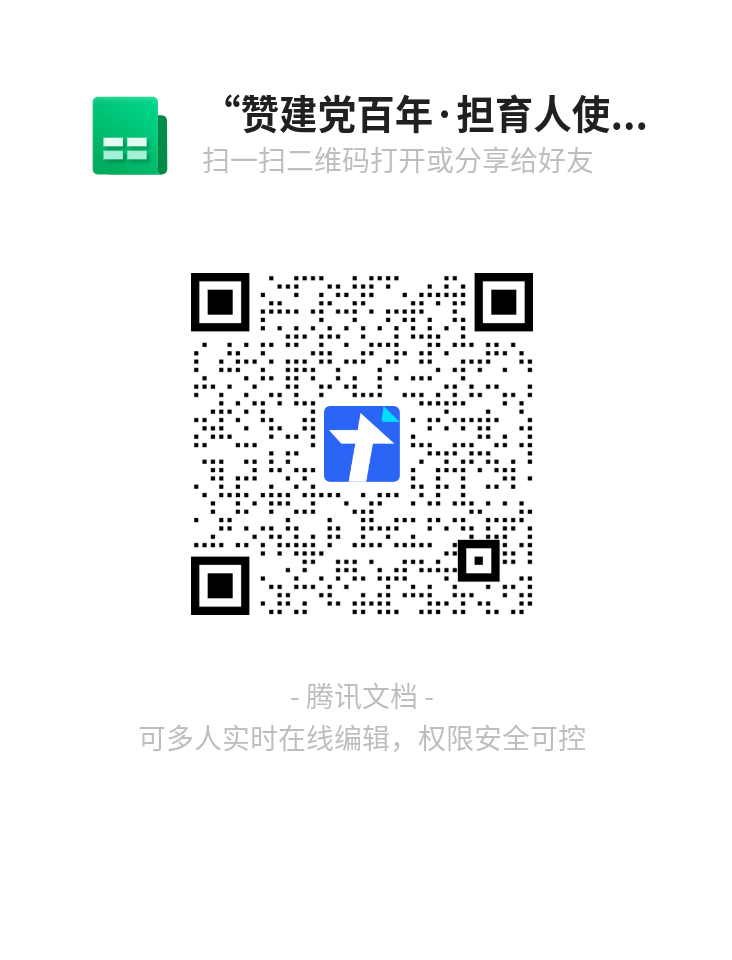 “赞建党百年·担育人使...
扫一扫二维码打开或分享给好友
- 腾讯文档 -
可多人实时在线编辑，权限安全可控